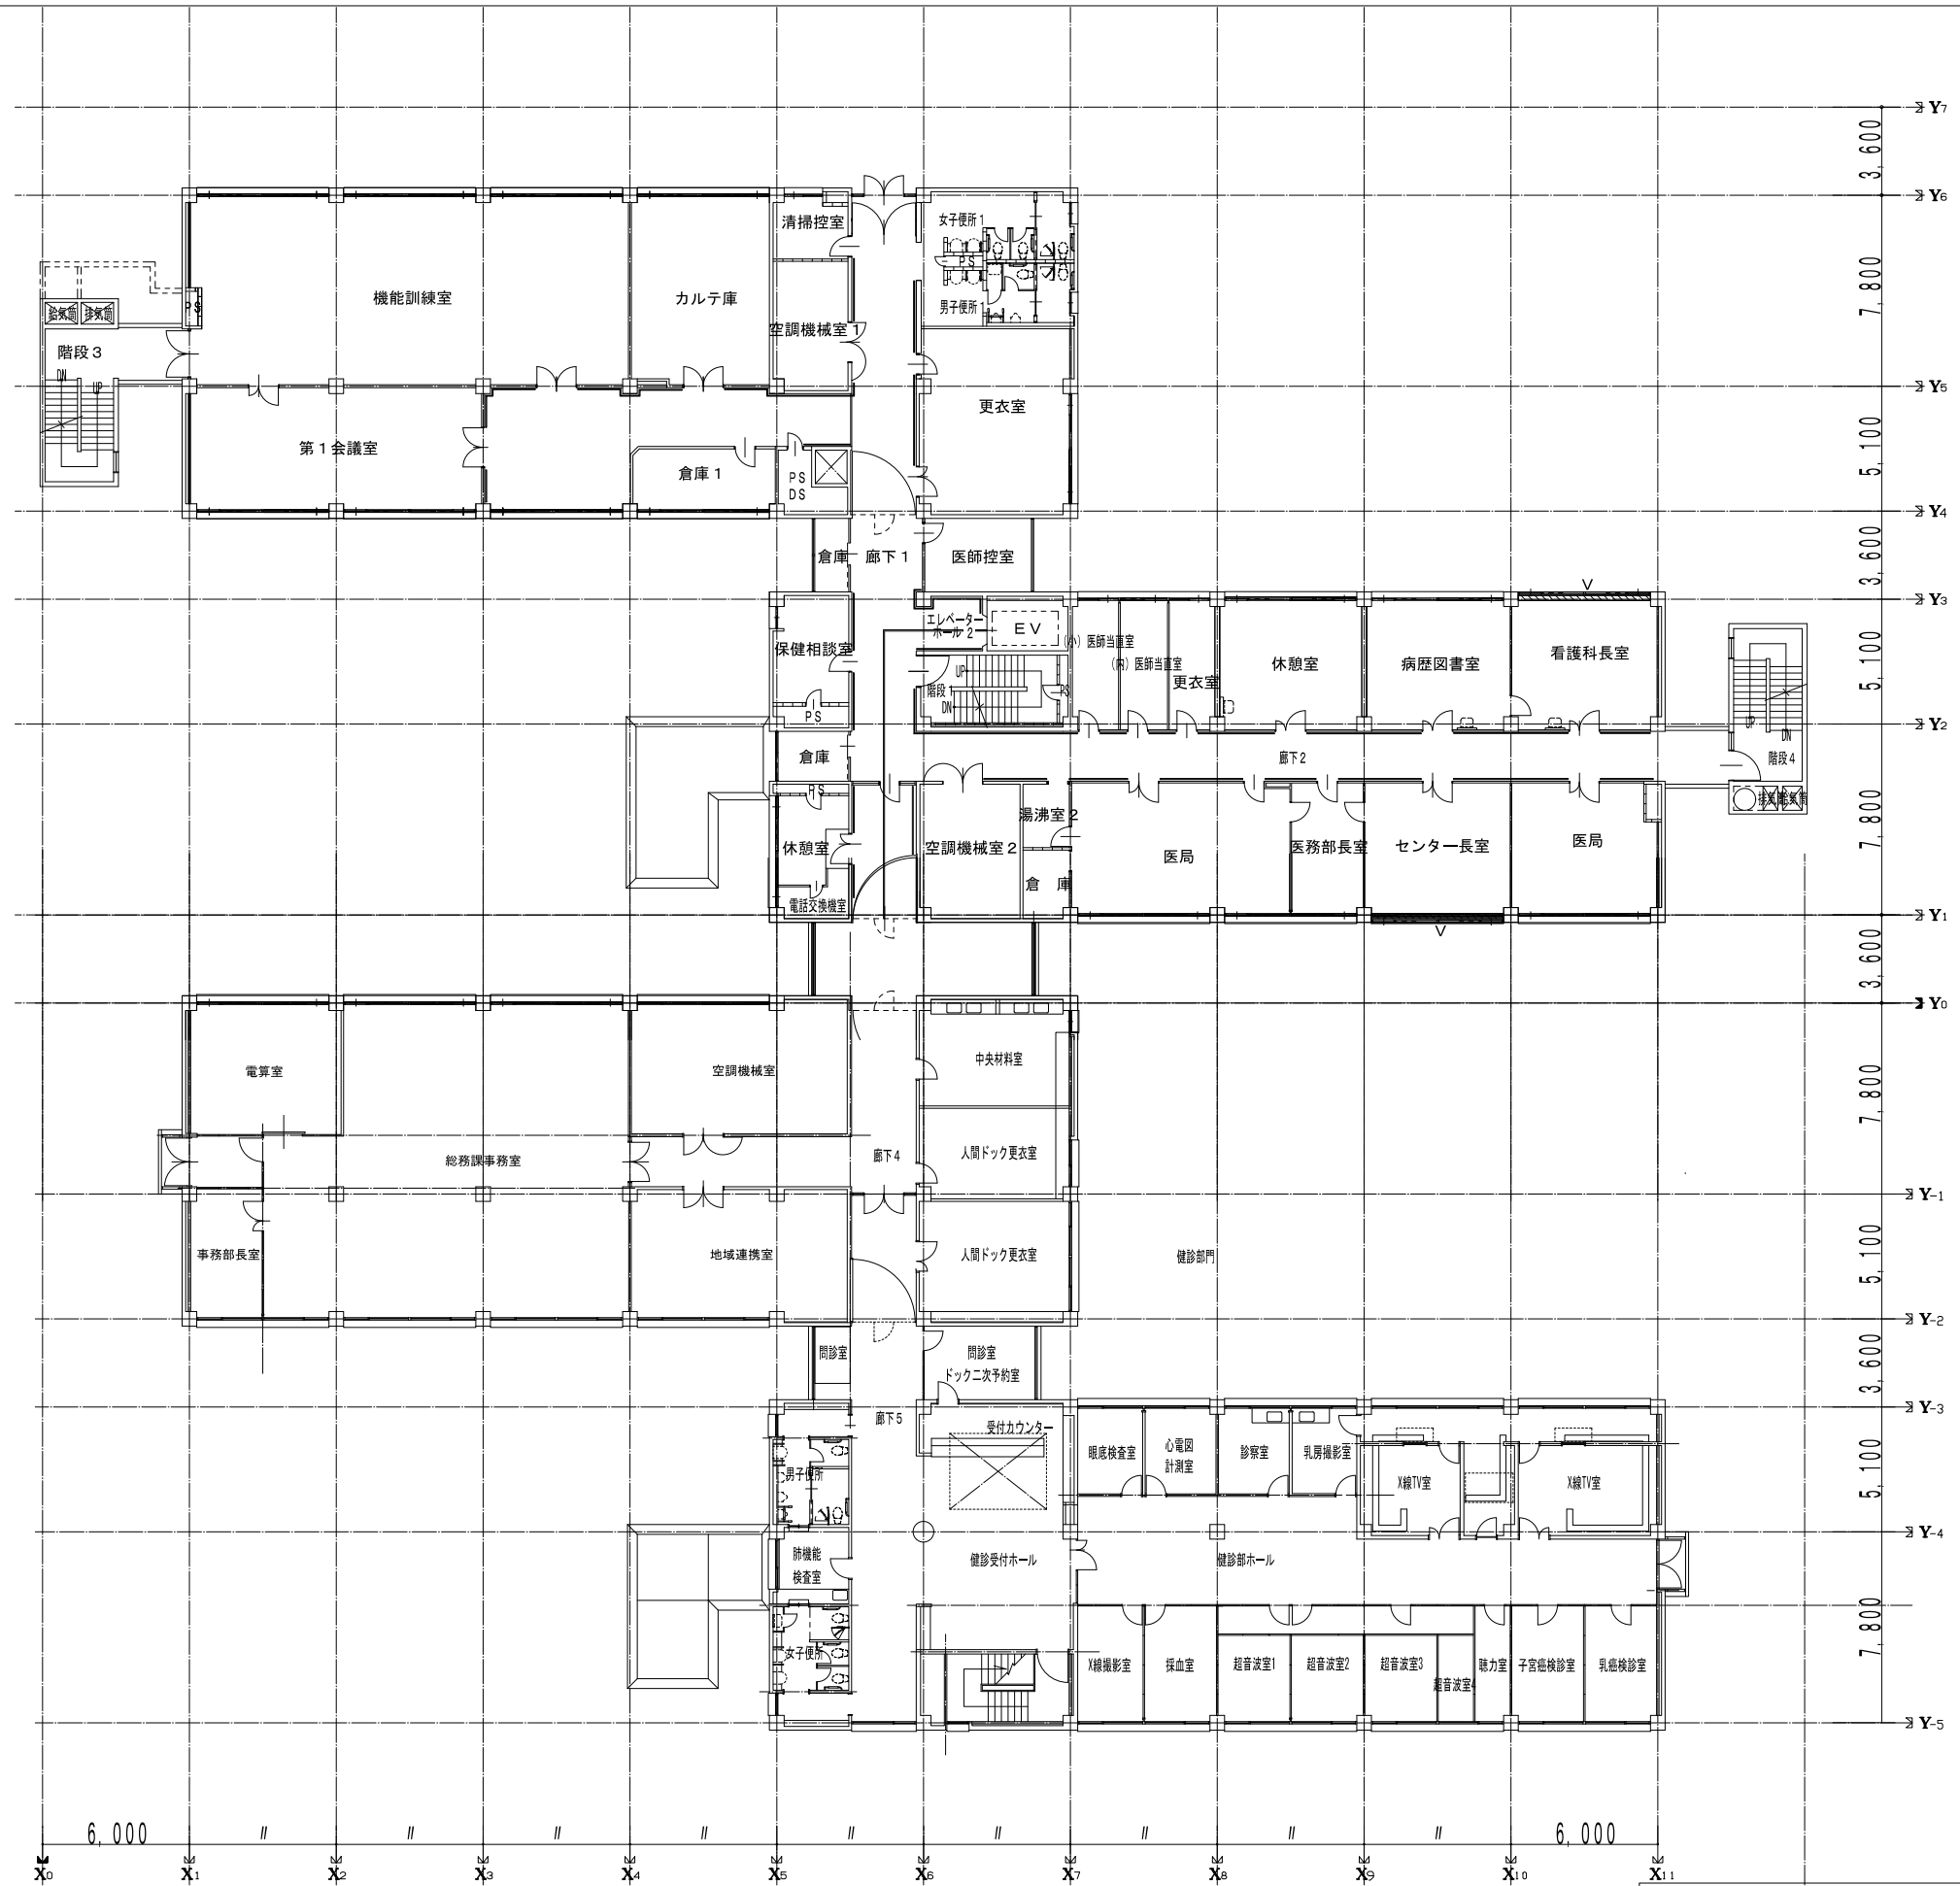 Y7
3,600
Y6
清掃控室
女子便所1
PS
7,800
機能訓練室
カルテ庫
PS
男子便所1
給気筒
排気筒
空調機械室1
階段3
DN
UP
Y5
更衣室
第1会議室
5,100
倉庫1
PS
DS
Y4
倉庫
廊下1
医師控室
3,600
V
Y3
エレベーター
ホール2
EV
保健相談室
(小) 医師当直室
(内) 医師当直室
更衣室
休憩室
病歴図書室
看護科長室
5,100
UP
階段1
DN
PS
PS
UP
DN
Y2
倉庫
廊下2
階段4
PS
排気筒
給気筒
湯沸室2
休憩室
空調機械室2
医局
医務部長室
センター長室
医局
7,800
倉 庫
電話交換機室
Y1
V
3,600
Y0
中央材料室
電算室
空調機械室
7,800
総務課事務室
廊下4
人間ドック更衣室
Y-1
事務部長室
地域連携室
人間ドック更衣室
健診部門
5,100
Y-2
問診室
問診室
ドック二次予約室
3,600
Y-3
廊下5
受付カウンター
眼底検査室
心電図
計測室
診察室
乳房撮影室
男子便所
X線TV室
X線TV室
5,100
Y-4
肺機能
検査室
健診受付ホール
健診部ホール
7,800
女子便所
X線撮影室
採血室
超音波室1
超音波室2
超音波室3
超音波室4
聴力室
子宮癌検診室
乳癌検診室
Y-5
6,000 〃 〃 〃 〃 〃 〃 〃 〃 〃 6,000
X0 X1 X2 X3 X4 X5 X6 X7 X8 X9 X10 X11